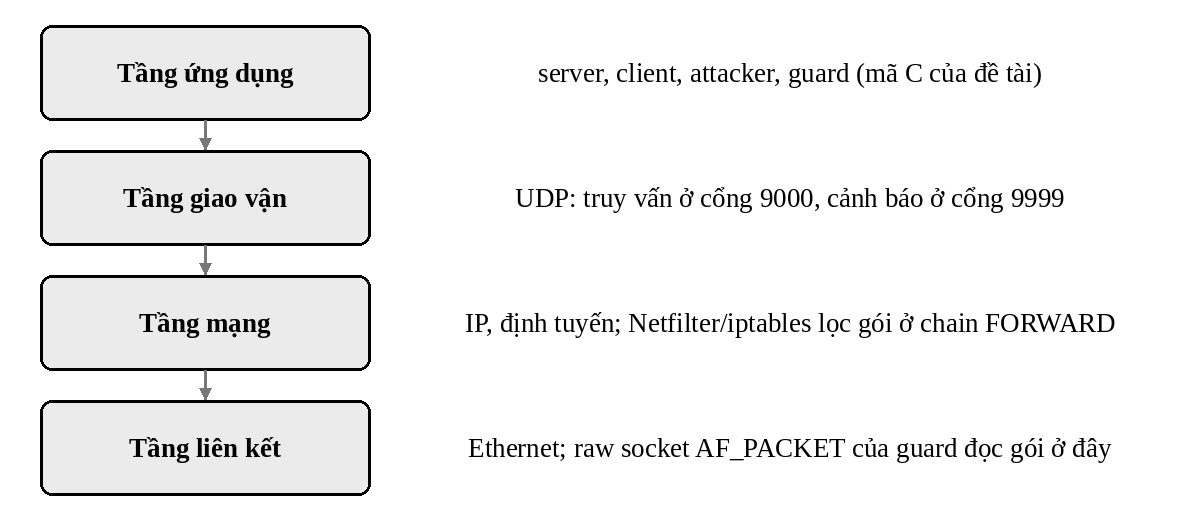 Tầng ứng dụng
server, client, attacker, guard (mã C của đề tài)
Tầng giao vận
UDP: truy vấn ở cổng 9000, cảnh báo ở cổng 9999
Tầng mạng
IP, định tuyến; Netfilter/iptables lọc gói ở chain FORWARD
Tầng liên kết
Ethernet; raw socket AF_PACKET của guard đọc gói ở đây